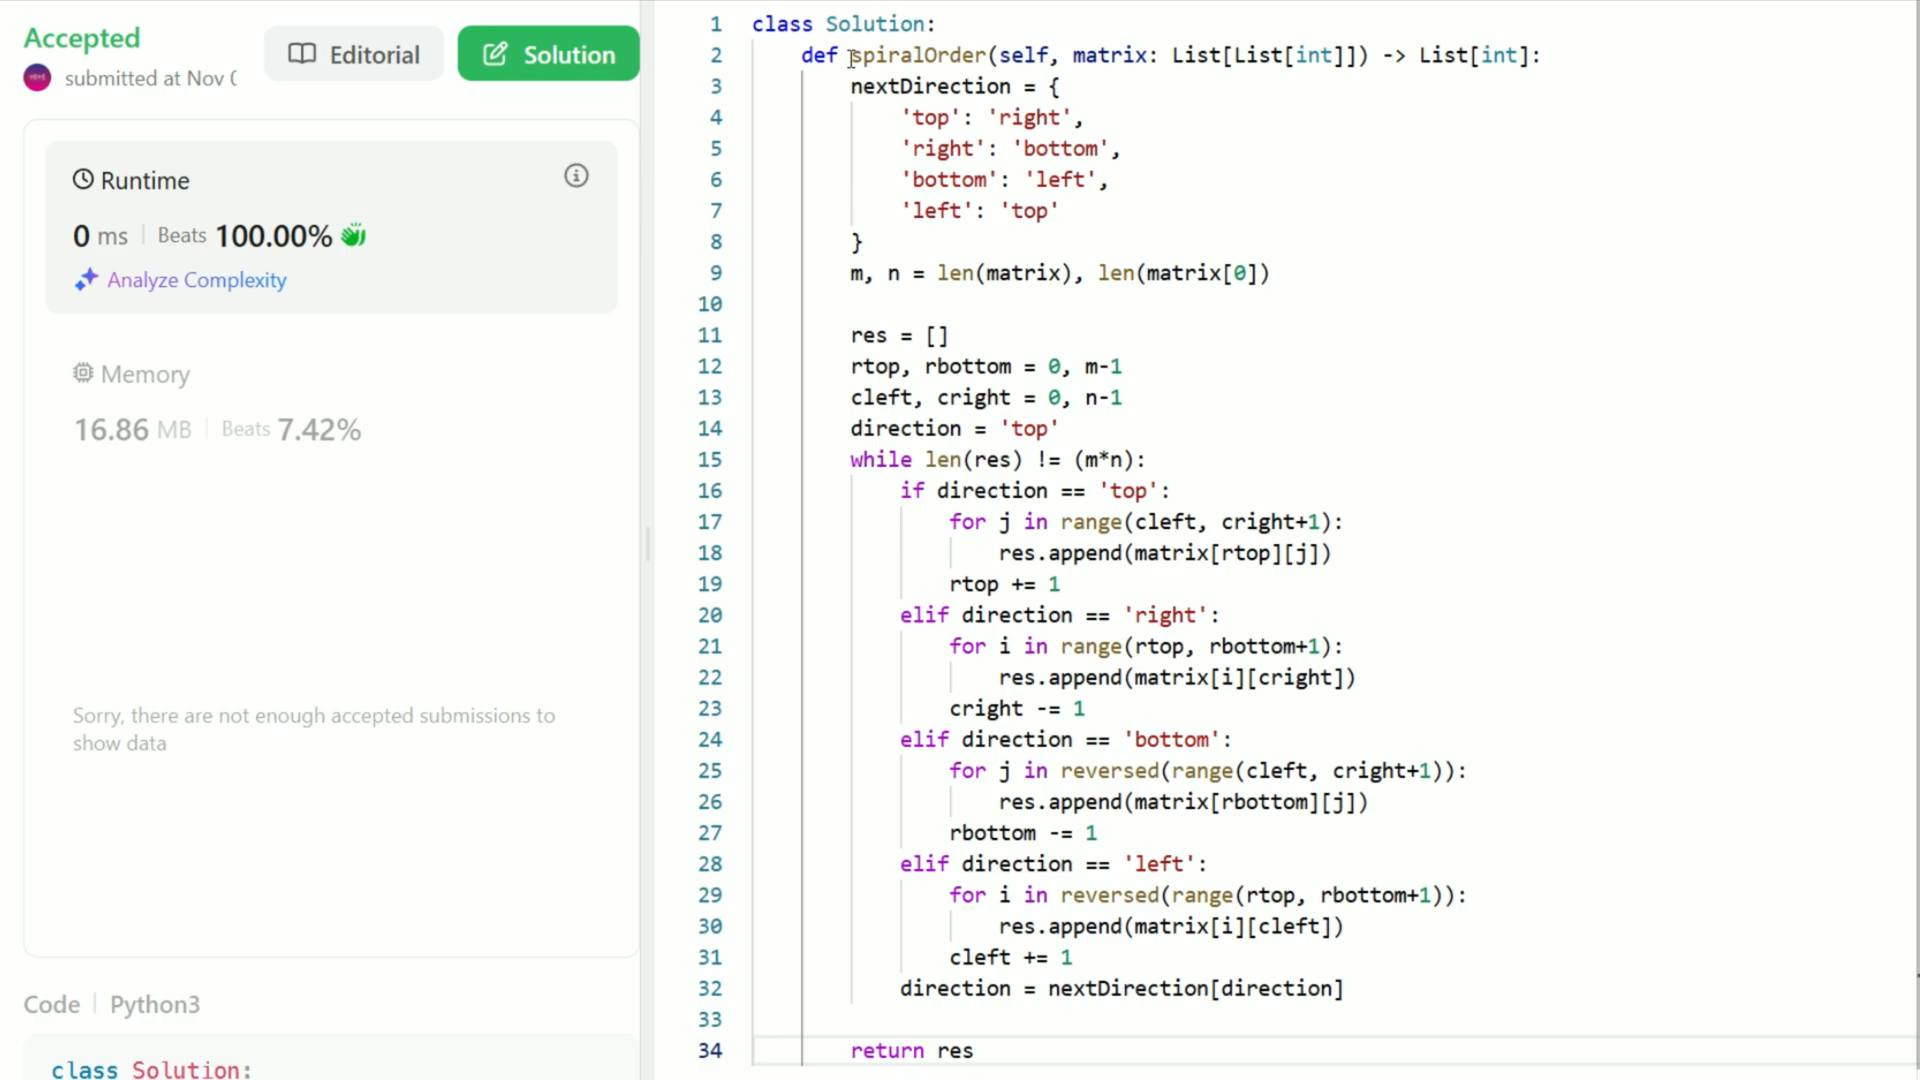 Accepted
submitted at Nov 0
Editorial
Solution
Runtime
0 ms | Beats 100.00%
Analyze Complexity
Memory
16.86 MB | Beats 7.42%
Sorry, there are not enough accepted submissions to
show data
Code | Python3
class Solution:
1 class Solution:
2 def spiralOrder(self, matrix: List[List[int]]) -> List[int]:
3 nextDirection = {
4 'top': 'right',
5 'right': 'bottom',
6 'bottom': 'left',
7 'left': 'top'
8 }
9 m, n = len(matrix), len(matrix[0])
10
11 res = []
12 rtop, rbottom = 0, m-1
13 cleft, cright = 0, n-1
14 direction = 'top'
15 while len(res) != (m*n):
16 if direction == 'top':
17 for j in range(cleft, cright+1):
18 res.append(matrix[rtop][j])
19 rtop += 1
20 elif direction == 'right':
21 for i in range(rtop, rbottom+1):
22 res.append(matrix[i][cright])
23 cright -= 1
24 elif direction == 'bottom':
25 for j in reversed(range(cleft, cright+1)):
26 res.append(matrix[rbottom][j])
27 rbottom -= 1
28 elif direction == 'left':
29 for i in reversed(range(rtop, rbottom+1)):
30 res.append(matrix[i][cleft])
31 cleft += 1
32 direction = nextDirection[direction]
33
34 return res